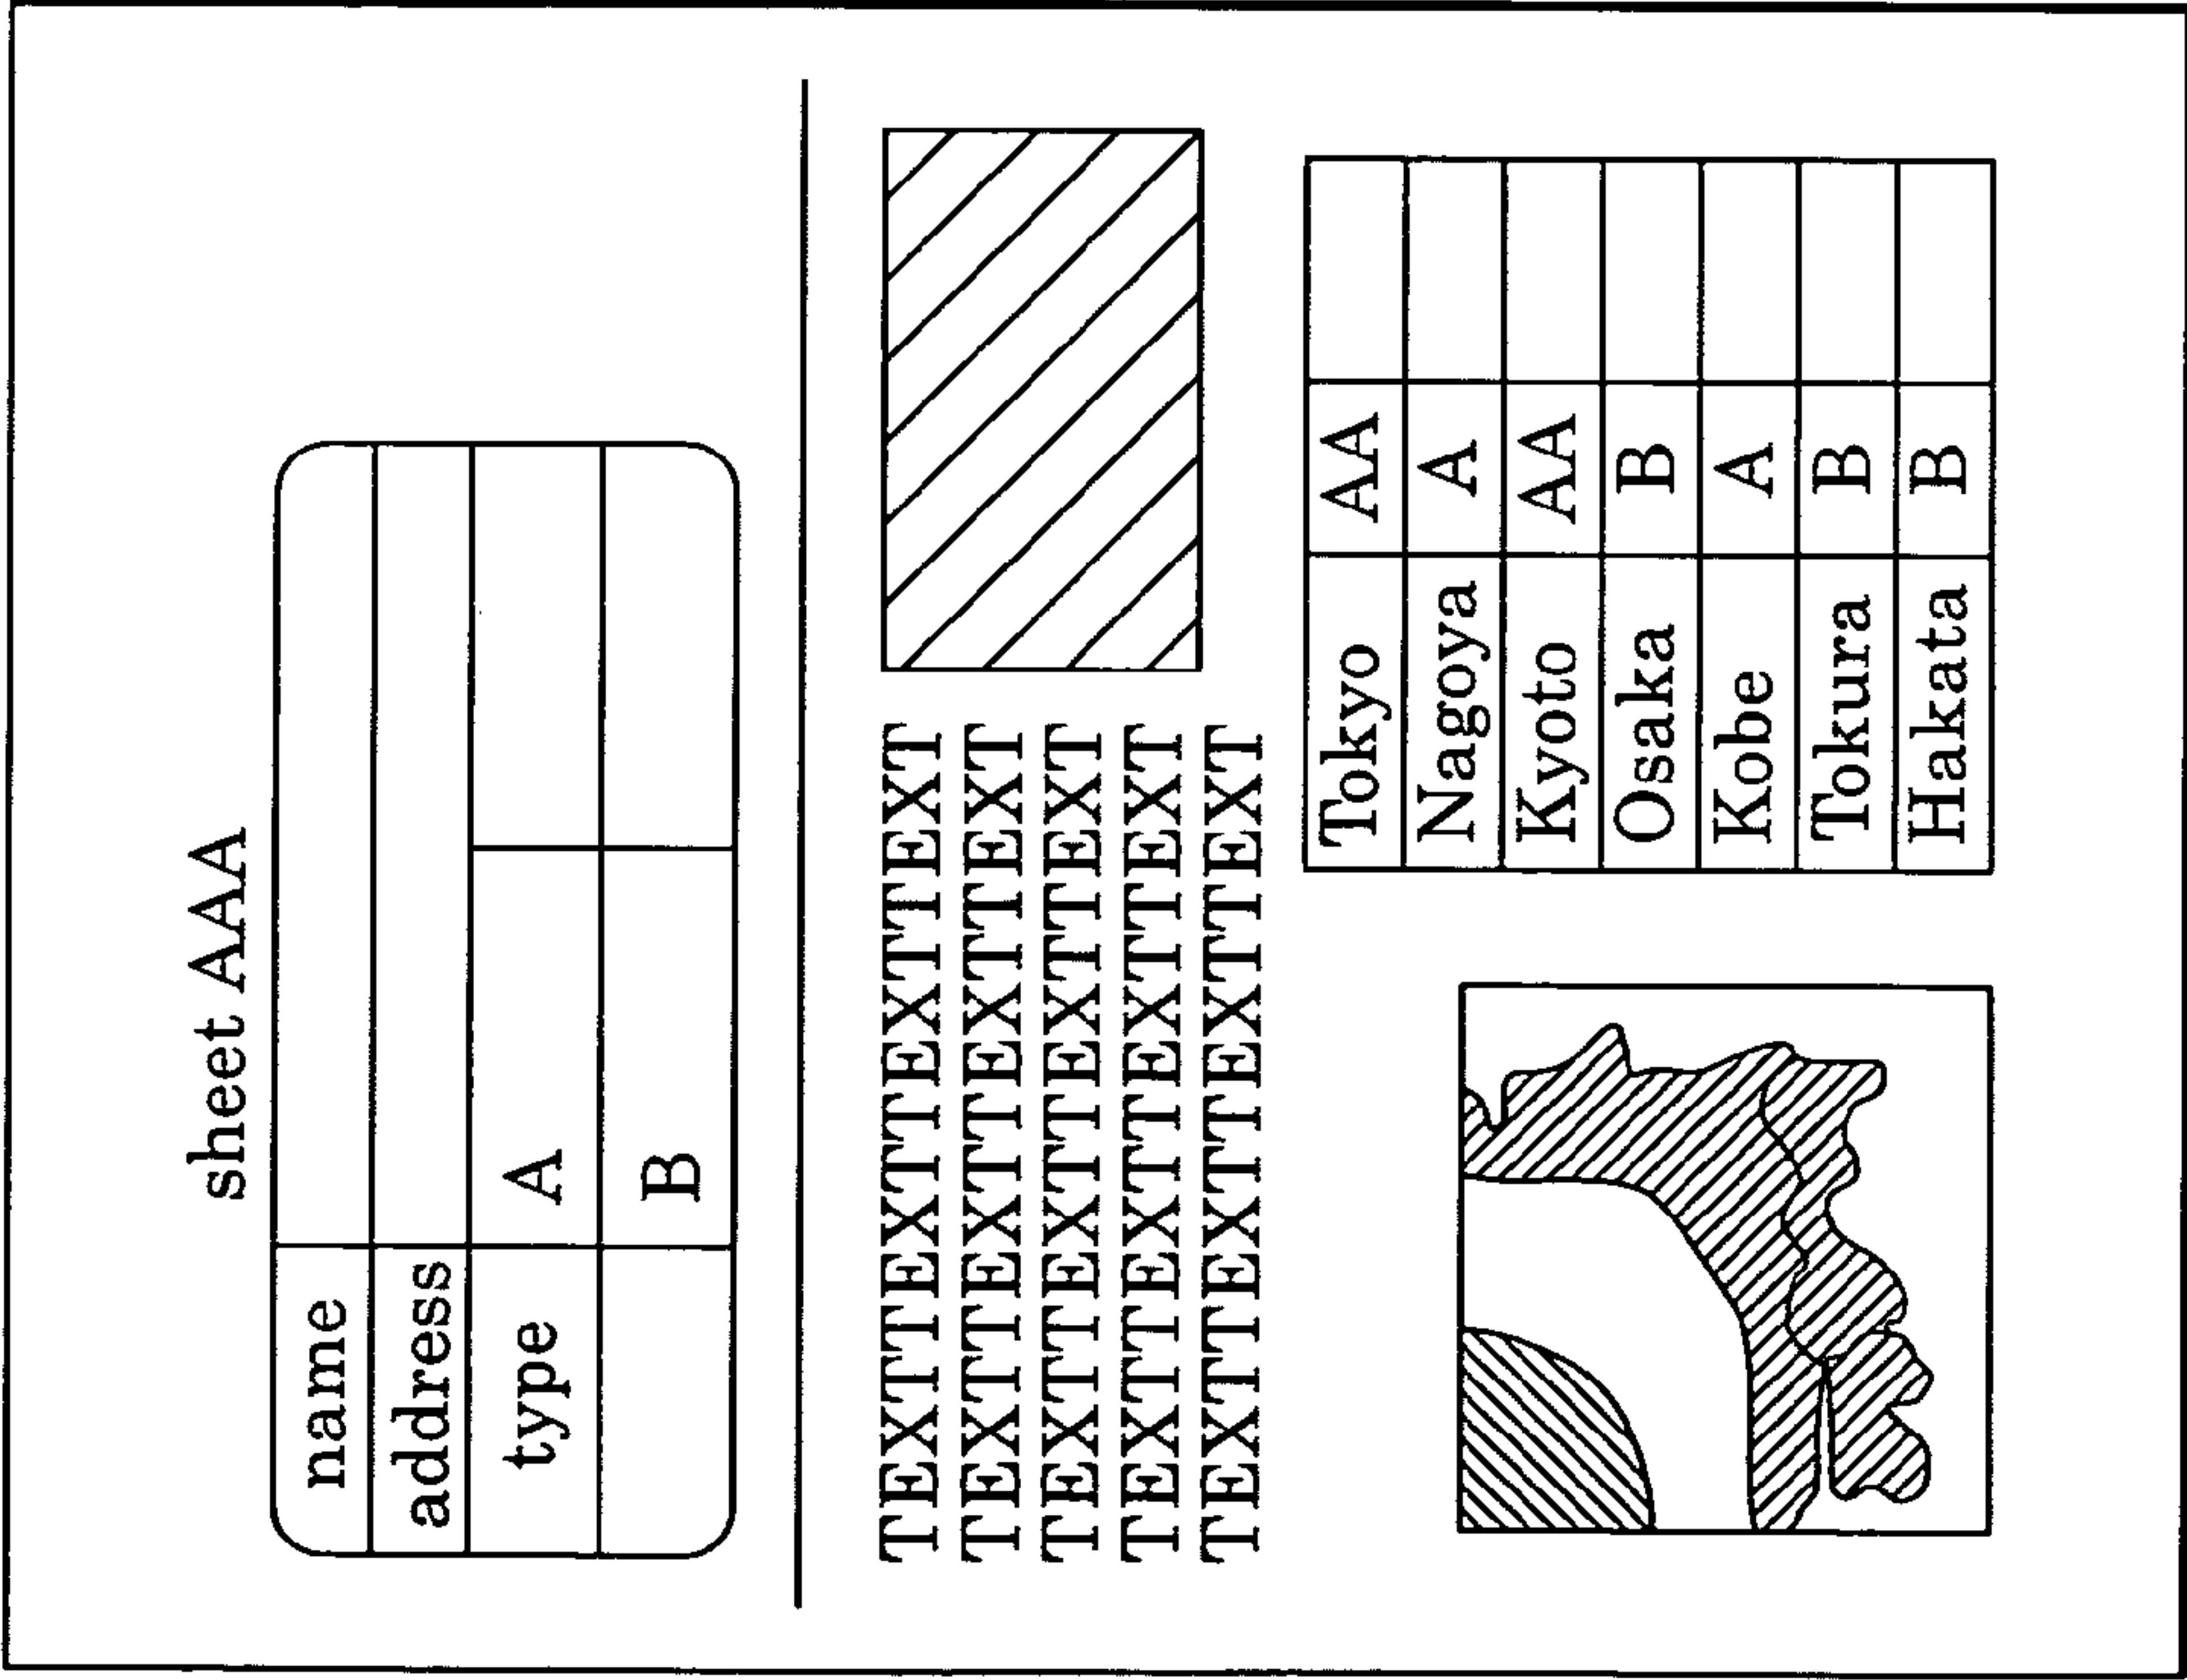 sheet AAA
name
address
type A
B
TEXTTEXTTEXTTEXT
TEXTTEXTTEXTTEXT
TEXTTEXTTEXTTEXT
TEXTTEXTTEXTTEXT
TEXTTEXTTEXTTEXT
Tokyo AA
Nagoya A
Kyoto AA
Osaka B
Kobe A
Tokura B
Hakata B